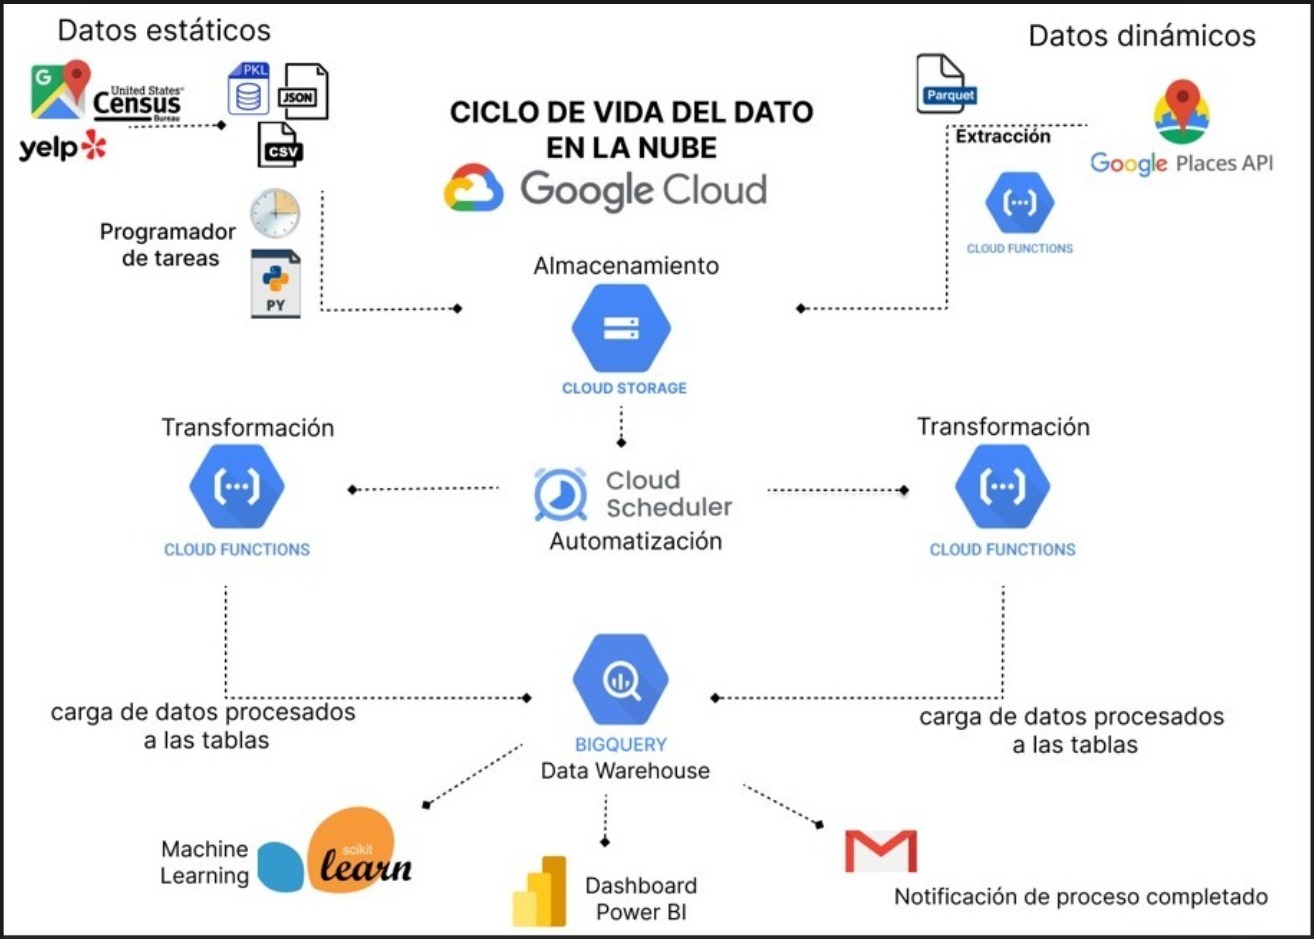 Datos estáticos
Datos dinámicos
G
United States®
Census
Bureau
yelp
PKL
JSON
CSV
CICLO DE VIDA DEL DATO
EN LA NUBE
Google Cloud
Parquet
Extracción
Google Places API
CLOUD FUNCTIONS
Programador
de tareas
PY
Almacenamiento
CLOUD STORAGE
Transformación
CLOUD FUNCTIONS
Cloud
Scheduler
Automatización
Transformación
CLOUD FUNCTIONS
carga de datos procesados
a las tablas
BIGQUERY
Data Warehouse
carga de datos procesados
a las tablas
Machine
Learning
scikit
learn
Dashboard
Power BI
Notificación de proceso completado